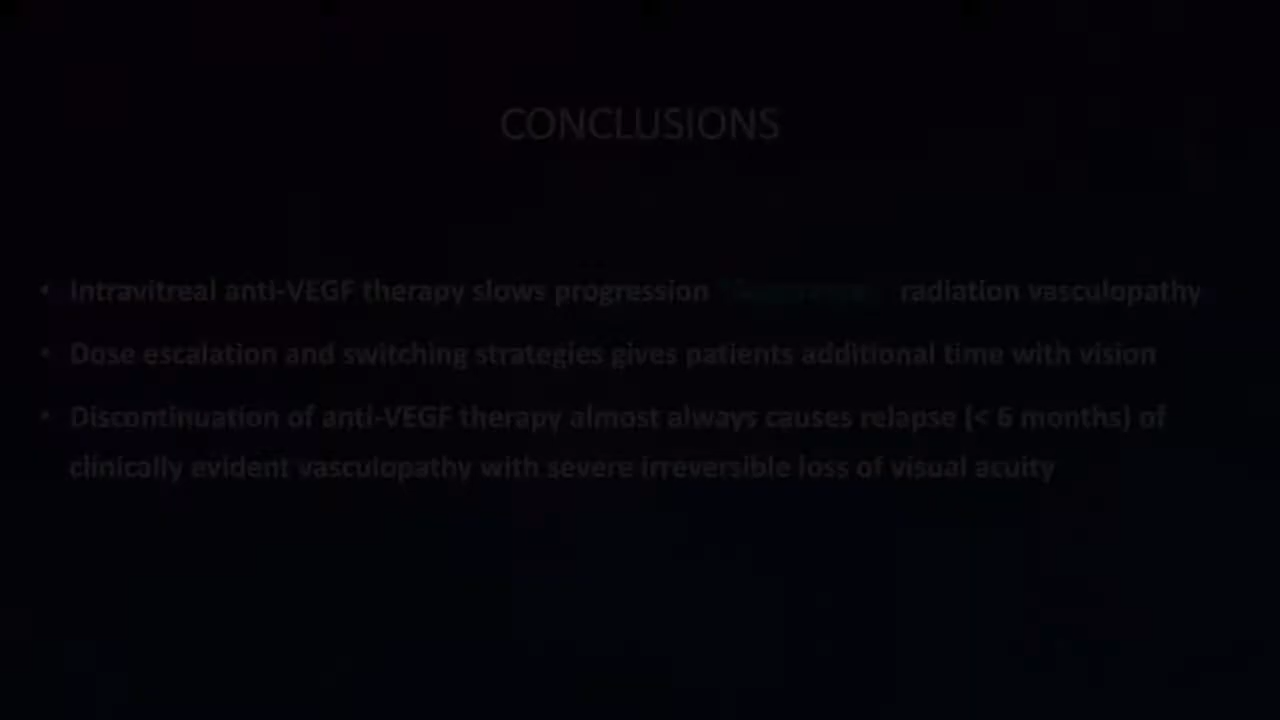 CONCLUSIONS
• Intravitreal anti-VEGF therapy slows progression radiation vasculopathy
• Dose escalation and switching strategies gives patients additional time with vision
• Discontinuation of anti-VEGF therapy almost always causes relapse (< 6 months) of
clinically evident vasculopathy with severe irreversible loss of visual acuity